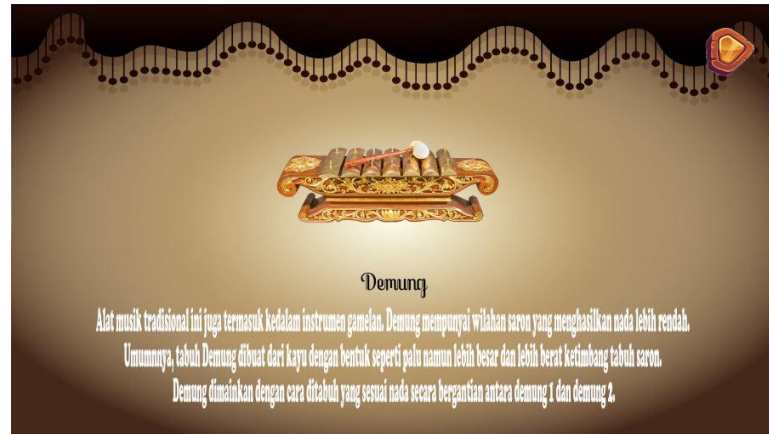 Demung
Alat musik tradisional ini juga termasuk kedalam instrumen gamelan. Demung mempunyai wilahan saron yang menghasilkan nada lebih rendah.
Umumnnya, tabuh Demung dibuat dari kayu dengan bentuk seperti palu namun lebih besar dan lebih berat ketimbang tabuh saron.
Demung dimainkan dengan cara ditabuh yang sesuai nada secara bergantian antara demung 1 dan demung 2.